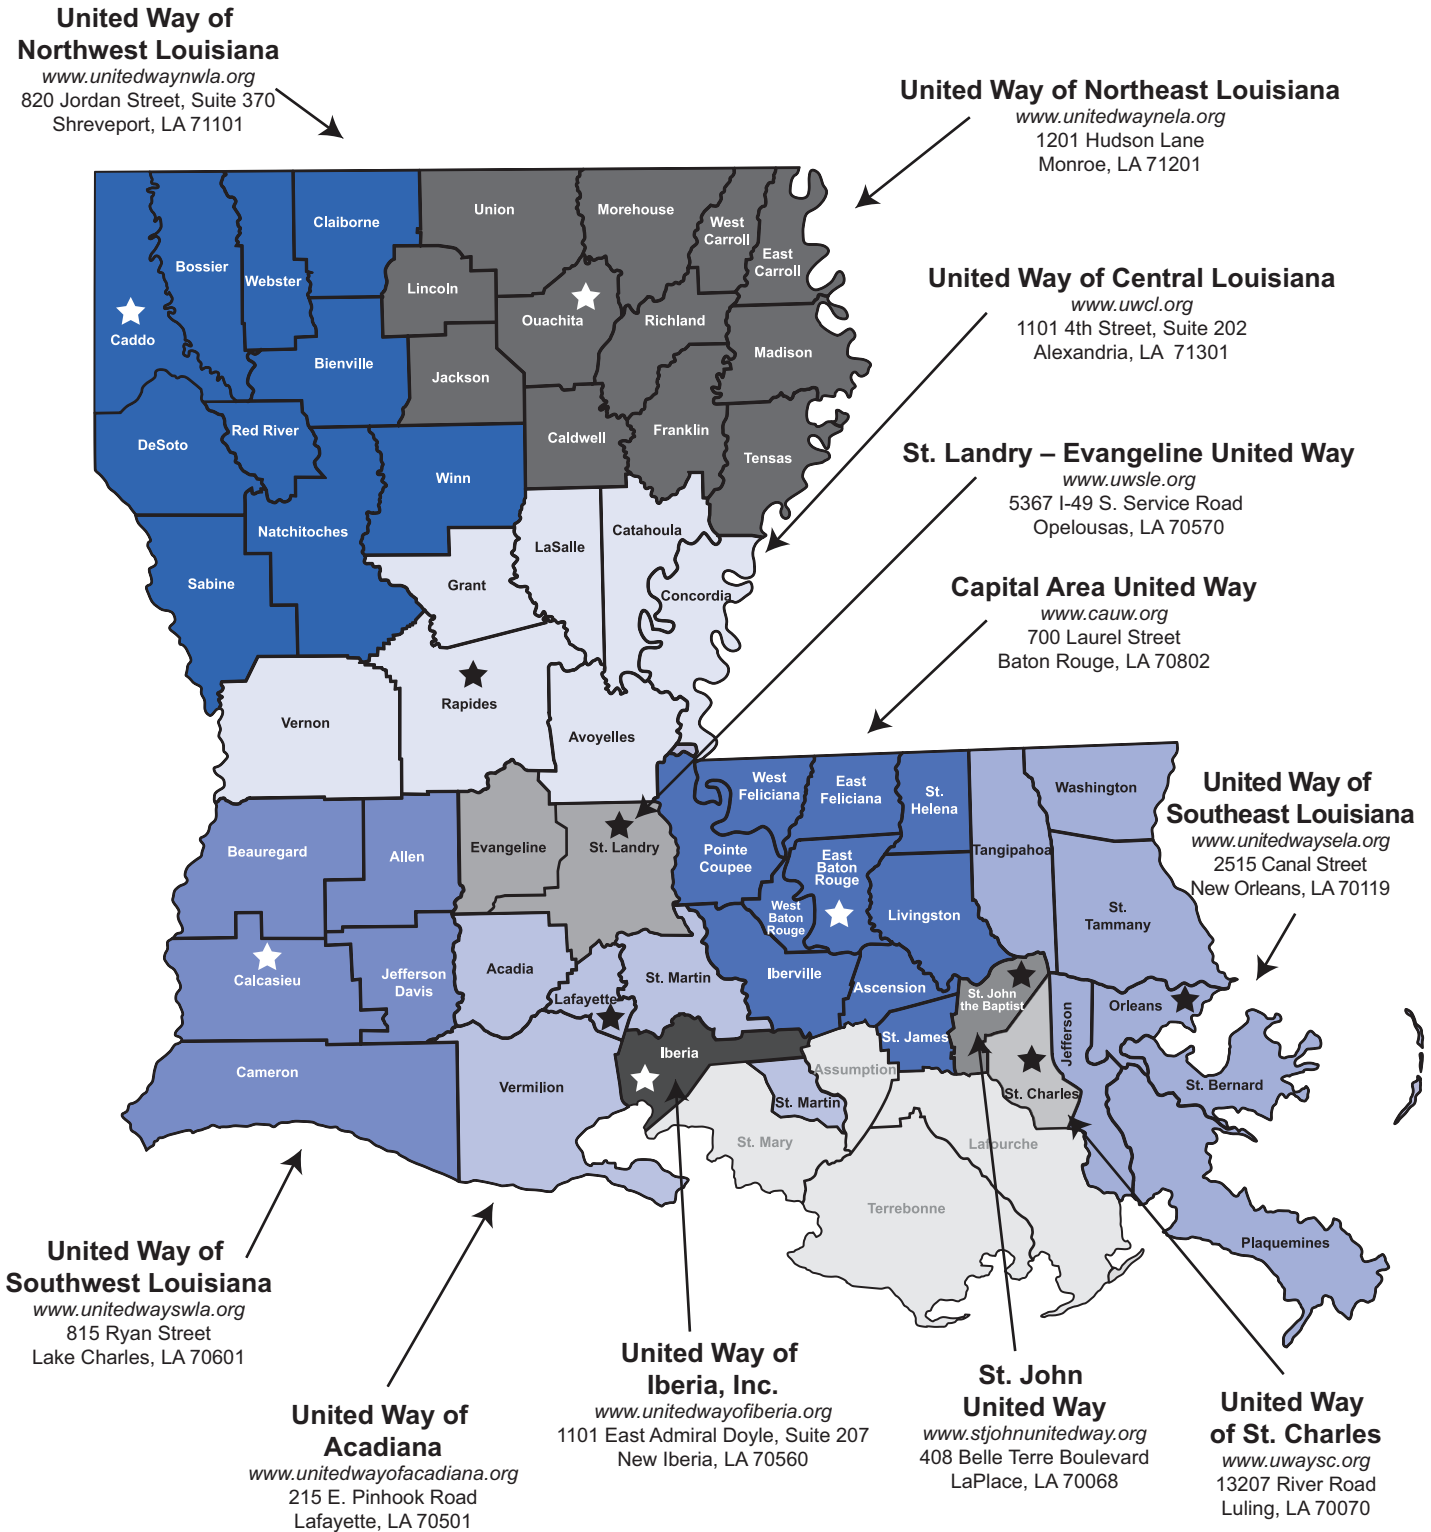 United Way of
Northwest Louisiana
www.unitedwaynwla.org
820 Jordan Street, Suite 370
Shreveport, LA 71101
United Way of Northeast Louisiana
www.unitedwaynela.org
1201 Hudson Lane
Monroe, LA 71201
United Way of Central Louisiana
www.uwcl.org
1101 4th Street, Suite 202
Alexandria, LA 71301
St. Landry – Evangeline United Way
www.uwsle.org
5367 I-49 S. Service Road
Opelousas, LA 70570
Capital Area United Way
www.cauw.org
700 Laurel Street
Baton Rouge, LA 70802
United Way of
Southeast Louisiana
www.unitedwaysela.org
2515 Canal Street
New Orleans, LA 70119
Caddo
Bossier
Webster
Claiborne
Union
Morehouse
West
Carroll
East
Carroll
Lincoln
Ouachita
Richland
Madison
Bienville
Jackson
DeSoto
Red River
Winn
Caldwell
Franklin
Tensas
Natchitoches
Sabine
Grant
LaSalle
Catahoula
Concordia
Vernon
Rapides
Avoyelles
Beauregard
Allen
Evangeline
St. Landry
Pointe
Coupee
West
Feliciana
East
Feliciana
St.
Helena
Tangipahoa
Washington
East
Baton
Rouge
West
Baton
Rouge
Livingston
St.
Tammany
Calcasieu
Jefferson
Davis
Acadia
Lafayette
St. Martin
Iberville
Ascension
St. John
the Baptist
Orleans
Jefferson
St. James
Assumption
St. Charles
St. Bernard
Cameron
Vermilion
Iberia
St. Martin
St. Mary
Lafourche
Terrebonne
Plaquemines
United Way of
Southwest Louisiana
www.unitedwayswla.org
815 Ryan Street
Lake Charles, LA 70601
United Way of
Acadiana
www.unitedwayofacadiana.org
215 E. Pinhook Road
Lafayette, LA 70501
United Way of
Iberia, Inc.
www.unitedwayofiberia.org
1101 East Admiral Doyle, Suite 207
New Iberia, LA 70560
St. John
United Way
www.stjohnunitedway.org
408 Belle Terre Boulevard
LaPlace, LA 70068
United Way
of St. Charles
www.uwaysc.org
13207 River Road
Luling, LA 70070